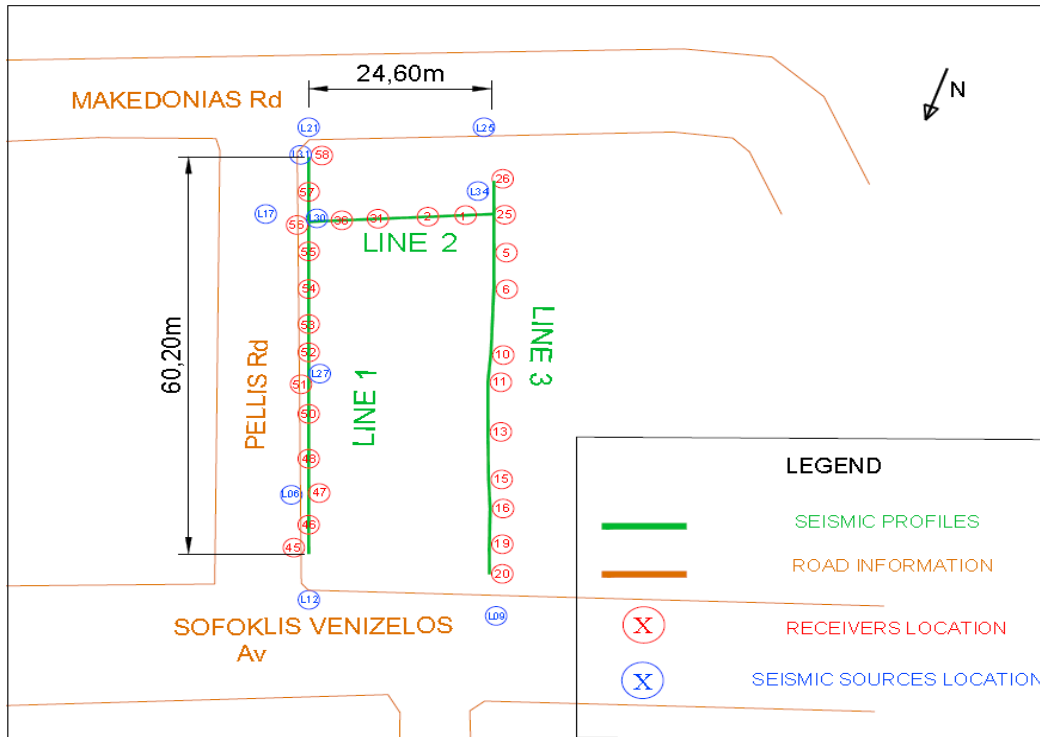 24,60m
MAKEDONIAS Rd
N
L21
L25
L31
58
26
57
L34
L17
56
L30
38
31
2
1
25
LINE 2
55
5
54
6
60,20m
53
LINE 3
52
10
L27
51
11
PELLIS Rd
LINE 1
50
13
48
15
L06
47
16
46
45
19
20
L12
L09
SOFOKLIS VENIZELOS
Av
LEGEND
SEISMIC PROFILES
ROAD INFORMATION
X
RECEIVERS LOCATION
X
SEISMIC SOURCES LOCATION